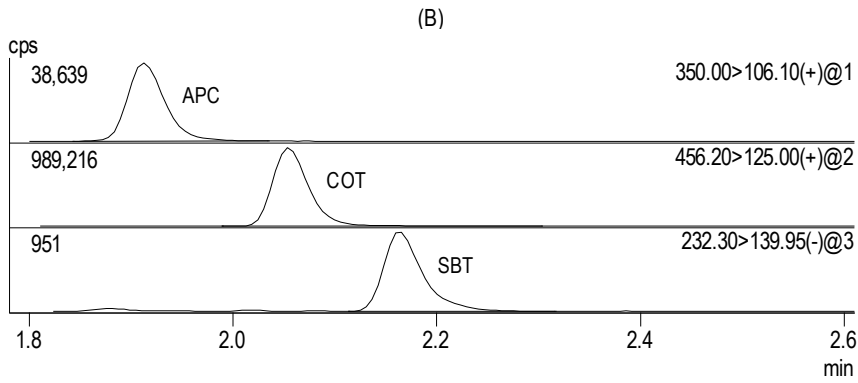 (B)
cps
38,639
APC
350.00>106.10(+)@1
989,216
COT
456.20>125.00(+)@2
951
SBT
232.30>139.95(-)@3
1.8 2.0 2.2 2.4 2.6
min